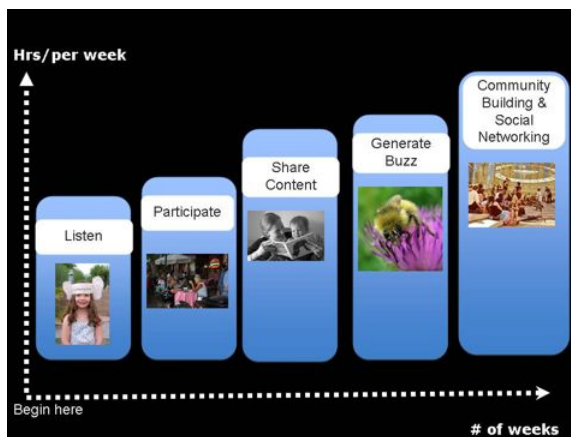 Hrs/per week
Listen
Participate
Share
Content
Generate
Buzz
Community
Building &
Social
Networking
Begin here
# of weeks